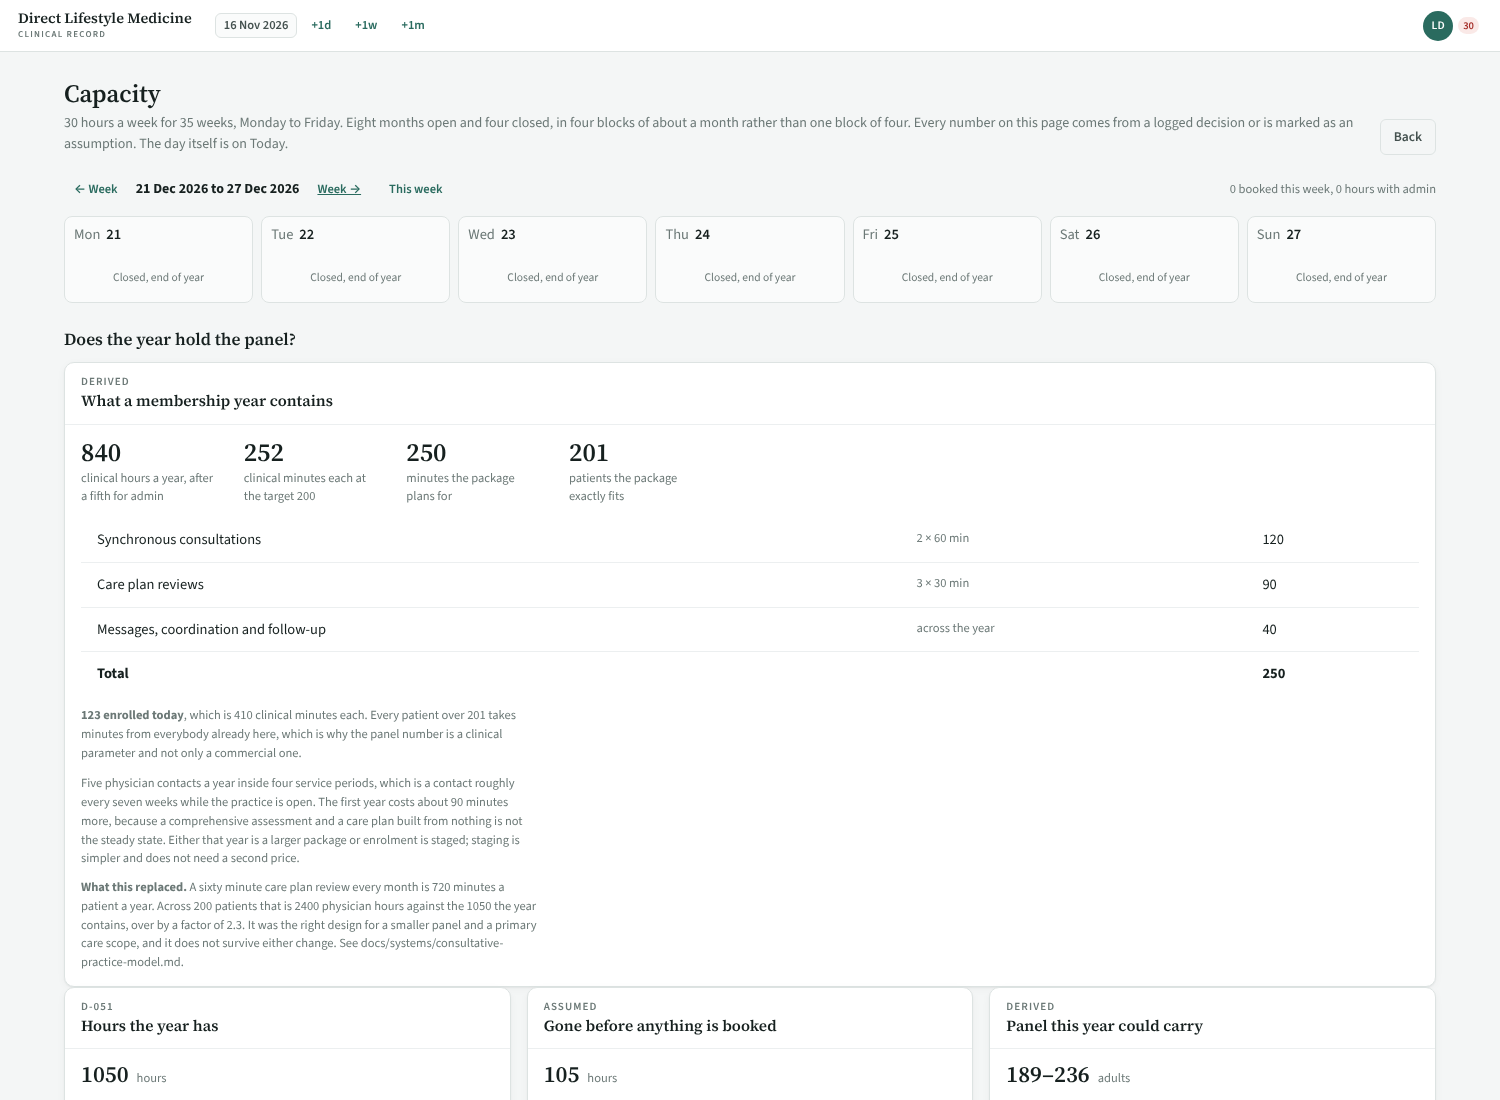 Direct Lifestyle Medicine
CLINICAL RECORD
16 Nov 2026
+1d
+1w
+1m
LD
30
Capacity
30 hours a week for 35 weeks, Monday to Friday. Eight months open and four closed, in four blocks of about a month rather than one block of four. Every number on this page comes from a logged decision or is marked as an
assumption. The day itself is on Today.
Back
← Week
21 Dec 2026 to 27 Dec 2026
Week →
This week
0 booked this week, 0 hours with admin
Mon 21
Closed, end of year
Tue 22
Closed, end of year
Wed 23
Closed, end of year
Thu 24
Closed, end of year
Fri 25
Closed, end of year
Sat 26
Closed, end of year
Sun 27
Closed, end of year
Does the year hold the panel?
DERIVED
What a membership year contains
840
clinical hours a year, after
a fifth for admin
252
clinical minutes each at
the target 200
250
minutes the package
plans for
201
patients the package
exactly fits
Synchronous consultations 2 × 60 min 120
Care plan reviews 3 × 30 min 90
Messages, coordination and follow-up across the year 40
Total 250
123 enrolled today, which is 410 clinical minutes each. Every patient over 201 takes
minutes from everybody already here, which is why the panel number is a clinical
parameter and not only a commercial one.
Five physician contacts a year inside four service periods, which is a contact roughly
every seven weeks while the practice is open. The first year costs about 90 minutes
more, because a comprehensive assessment and a care plan built from nothing is not
the steady state. Either that year is a larger package or enrolment is staged; staging is
simpler and does not need a second price.
What this replaced. A sixty minute care plan review every month is 720 minutes a
patient a year. Across 200 patients that is 2400 physician hours against the 1050 the year
contains, over by a factor of 2.3. It was the right design for a smaller panel and a primary
care scope, and it does not survive either change. See docs/systems/consultative-
practice-model.md.
D-051
Hours the year has
1050 hours
ASSUMED
Gone before anything is booked
105 hours
DERIVED
Panel this year could carry
189–236 adults